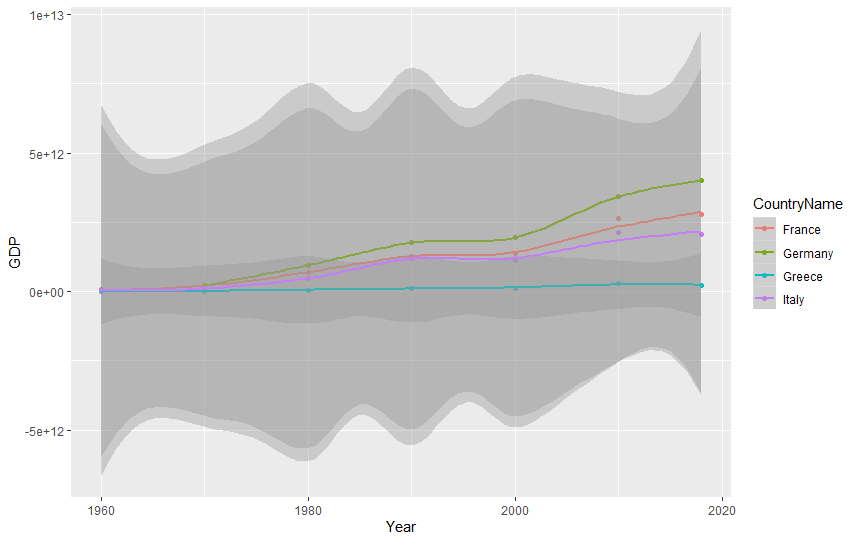 1e+13
5e+12
0e+00
-5e+12
GDP
1960
1980
2000
2020
Year
CountryName
France
Germany
Greece
Italy